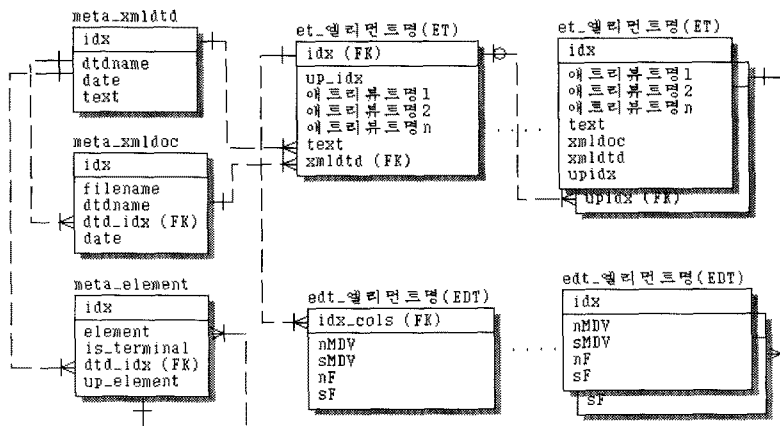 meta_xmldtd
idx
dtdname
date
text
meta_xmldoc
idx
filename
dtdname
dtd_idx (FK)
date
meta_element
idx
element
is_terminal
dtd_idx (FK)
up_element
et_엘리먼트명(ET)
idx (FK)
up_idx
애트리뷰트명1
애트리뷰트명2
애트리뷰트명n
text
xmldtd (FK)
edt_엘리먼트명(EDT)
idx_cols (FK)
nMDV
sMDV
nF
sF
et_엘리먼트명(ET)
idx
애트리뷰트명1
애트리뷰트명2
애트리뷰트명n
text
xmldoc
xmldtd
upidx
upidx (FK)
edt_엘리먼트명(EDT)
idx
nMDV
sMDV
nF
sF
sF